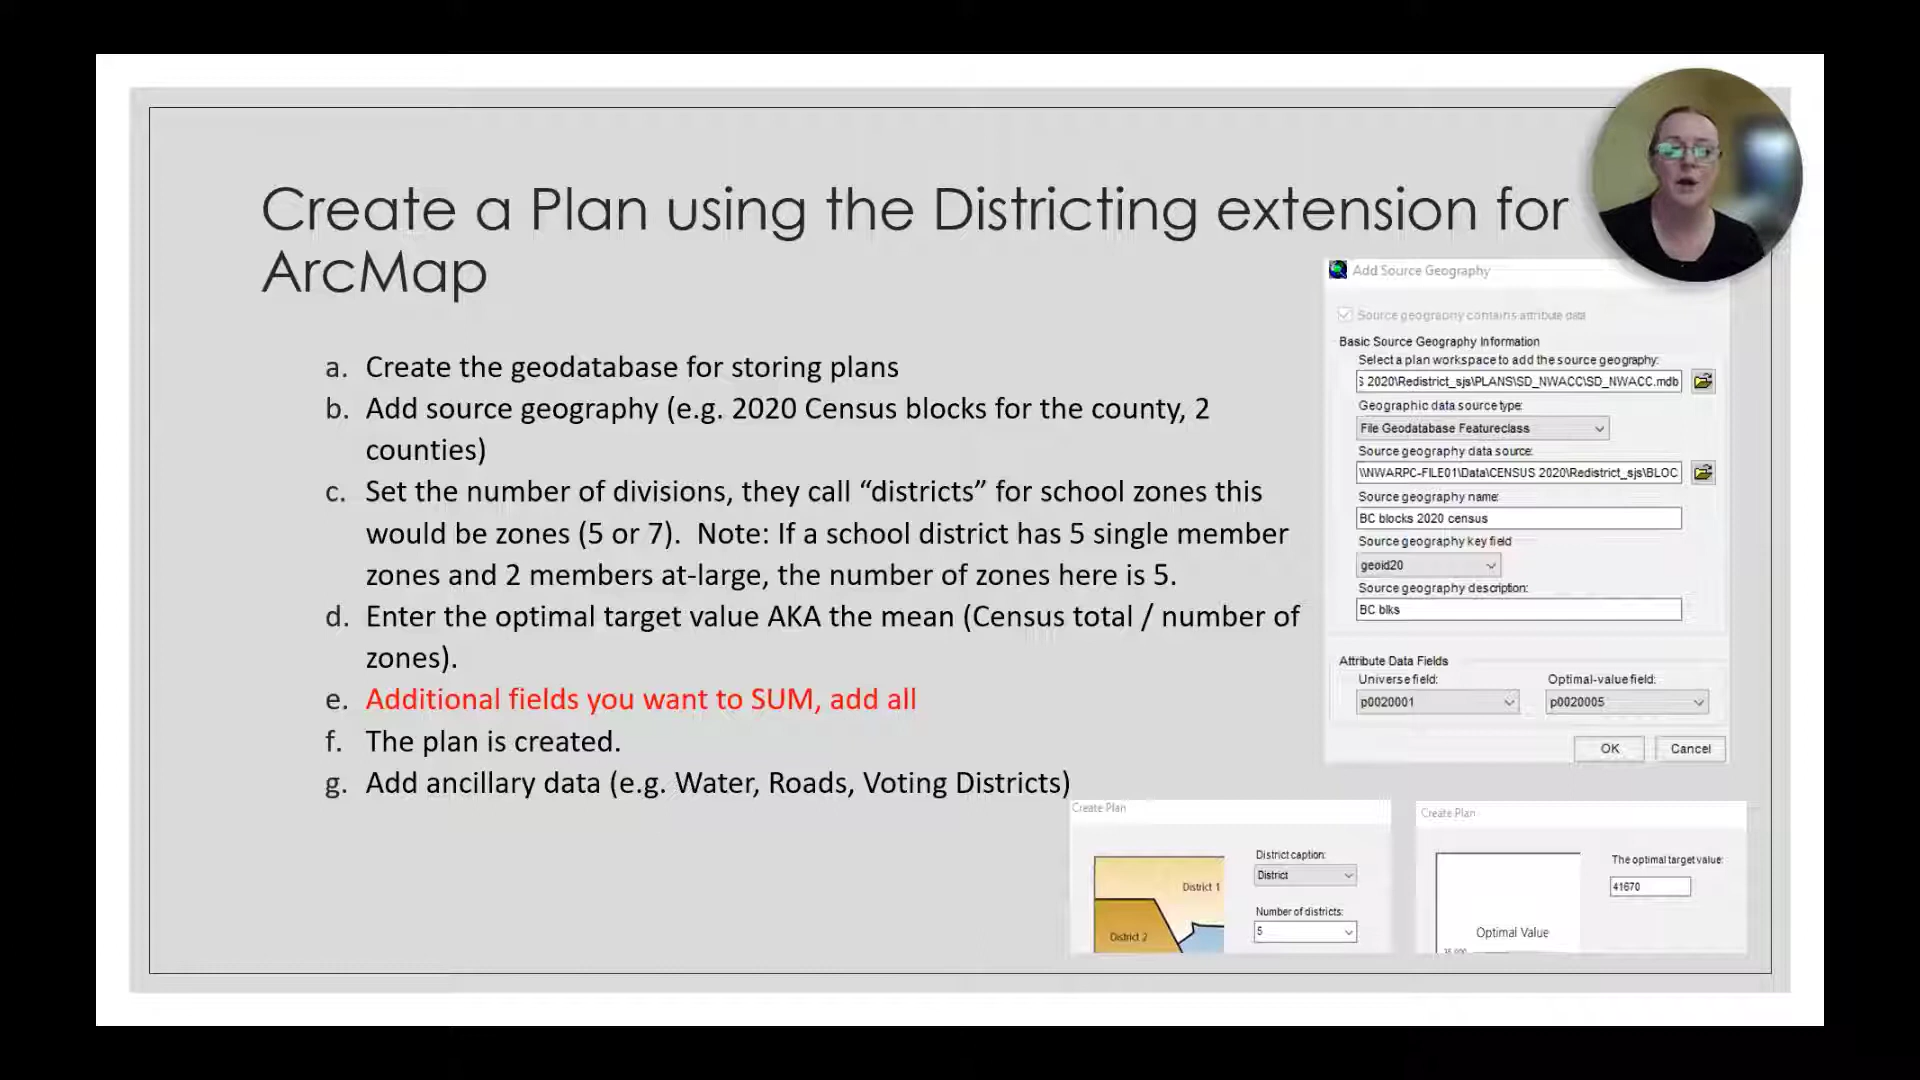 Create a Plan using the Districting extension for
ArcMap
a. Create the geodatabase for storing plans
b. Add source geography (e.g. 2020 Census blocks for the county, 2
counties)
c. Set the number of divisions, they call “districts” for school zones this
would be zones (5 or 7).  Note: If a school district has 5 single member
zones and 2 members at-large, the number of zones here is 5.
d. Enter the optimal target value AKA the mean (Census total / number of
zones).
e. Additional fields you want to SUM, add all
f. The plan is created.
g. Add ancillary data (e.g. Water, Roads, Voting Districts)
Add Source Geography
Source geography contains attribute data
Basic Source Geography Information
Select a plan workspace to add the source geography:
S 2020\Redistrict_sjs\PLANS\SD_NWACC\SD_NWACC.mdb
Geographic data source type:
File Geodatabase Featureclass
Source geography data source:
\\NWARPC-FILE01\Data\CENSUS 2020\Redistrict_sjs\BLOC
Source geography name:
BC blocks 2020 census
Source geography key field
geoid20
Source geography description:
BC blks
Attribute Data Fields
Universe field: Optimal-value field:
p0020001 p0020005
OK Cancel
Create Plan
District caption:
District
District 1
Number of districts:
5
District 2
Create Plan
The optimal target value:
41670
Optimal Value